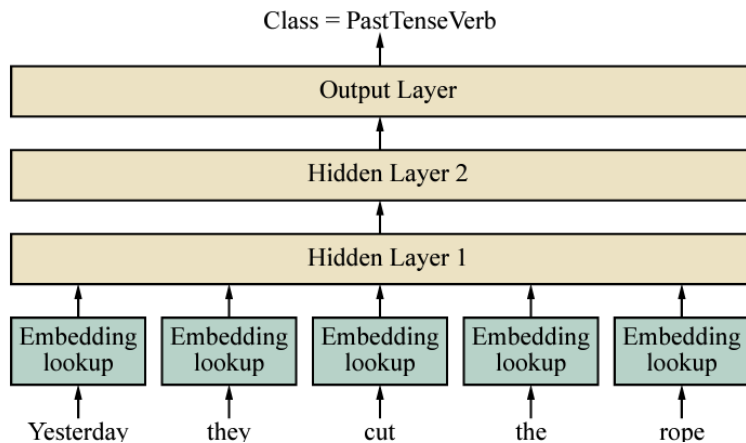 Class = PastTenseVerb
Output Layer
Hidden Layer 2
Hidden Layer 1
Embedding Embedding Embedding Embedding Embedding
lookup lookup lookup lookup lookup
Yesterday they cut the rope